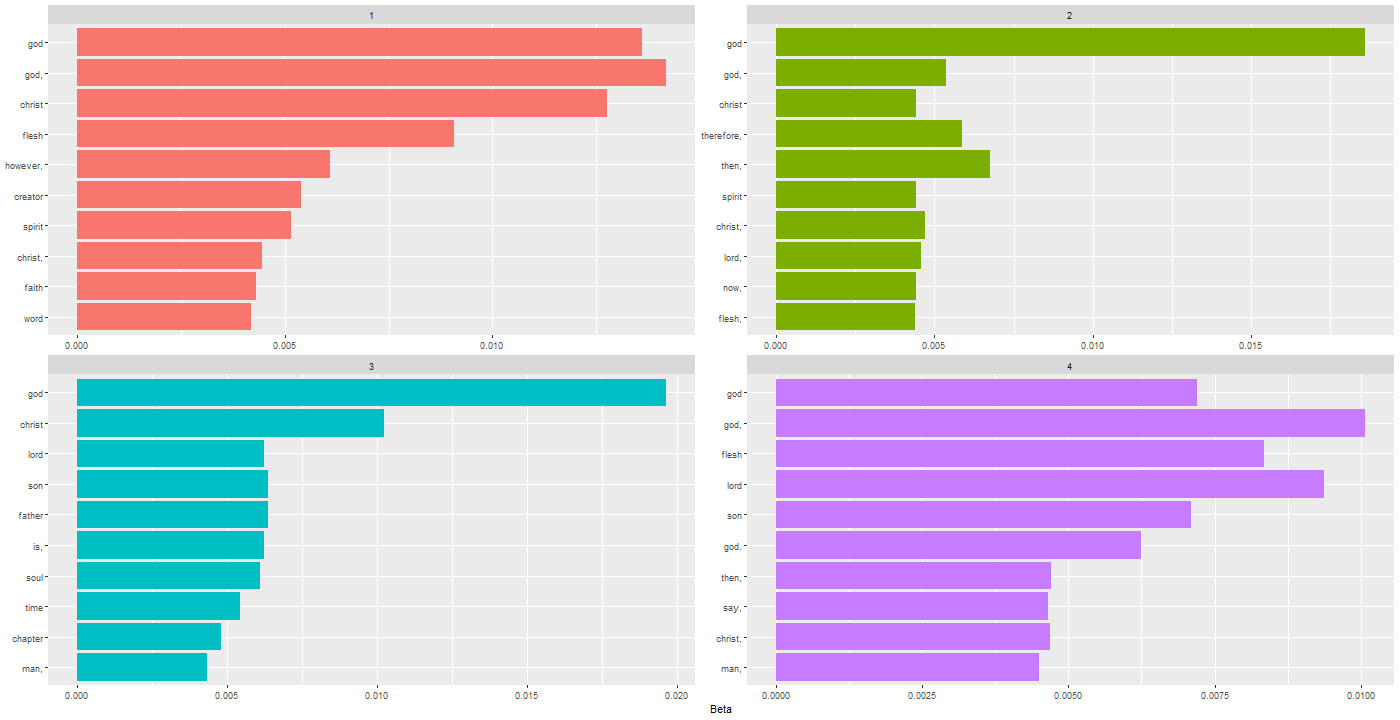 1
god
god,
christ
flesh
however,
creator
spirit
christ,
faith
word
0.000 0.005 0.010
2
god
god,
christ
therefore,
then,
spirit
christ,
lord,
now,
flesh,
0.000 0.005 0.010 0.015
3
god
christ
lord
son
father
is,
soul
time
chapter
man,
0.000 0.005 0.010 0.015 0.020
4
god
god,
flesh
lord
son
god.
then,
say,
christ,
man,
0.0000 0.0025 0.0050 0.0075 0.0100
Beta